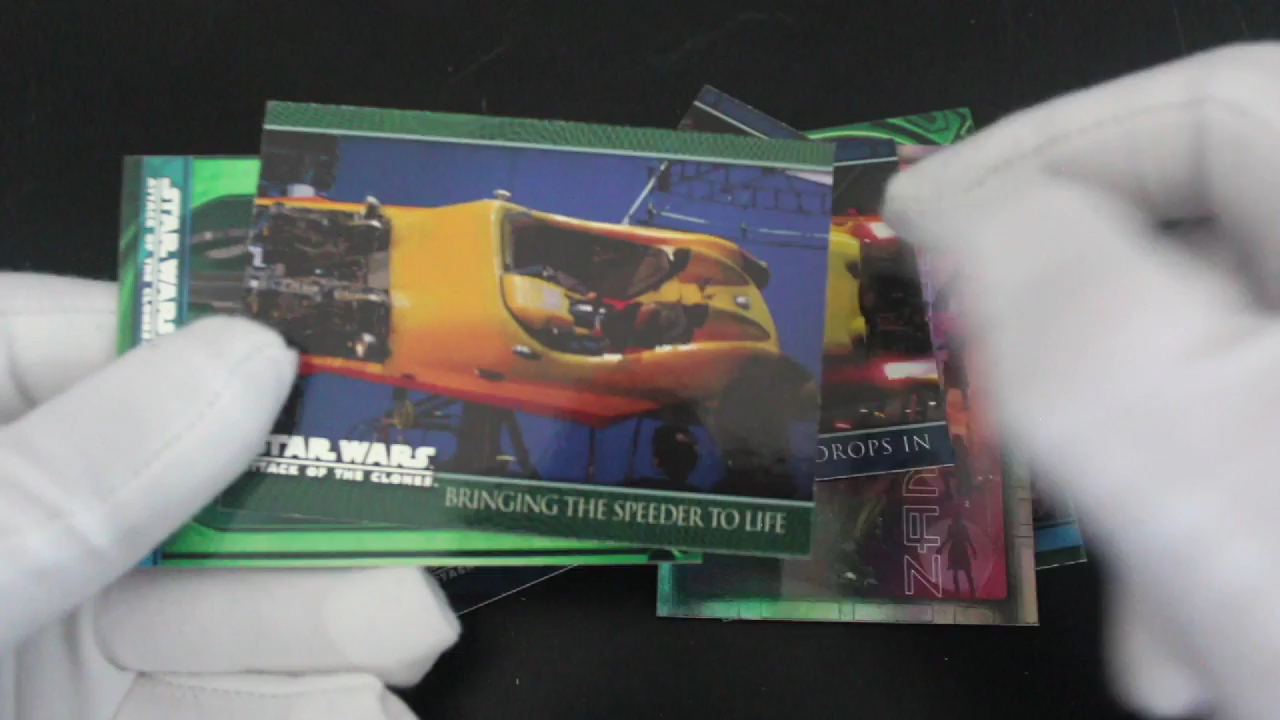 STAR WARS
ATTACK OF THE CLONES
STAR WARS
ATTACK OF THE CLONES
BRINGING THE SPEEDER TO LIFE
DROPS IN
ZAM